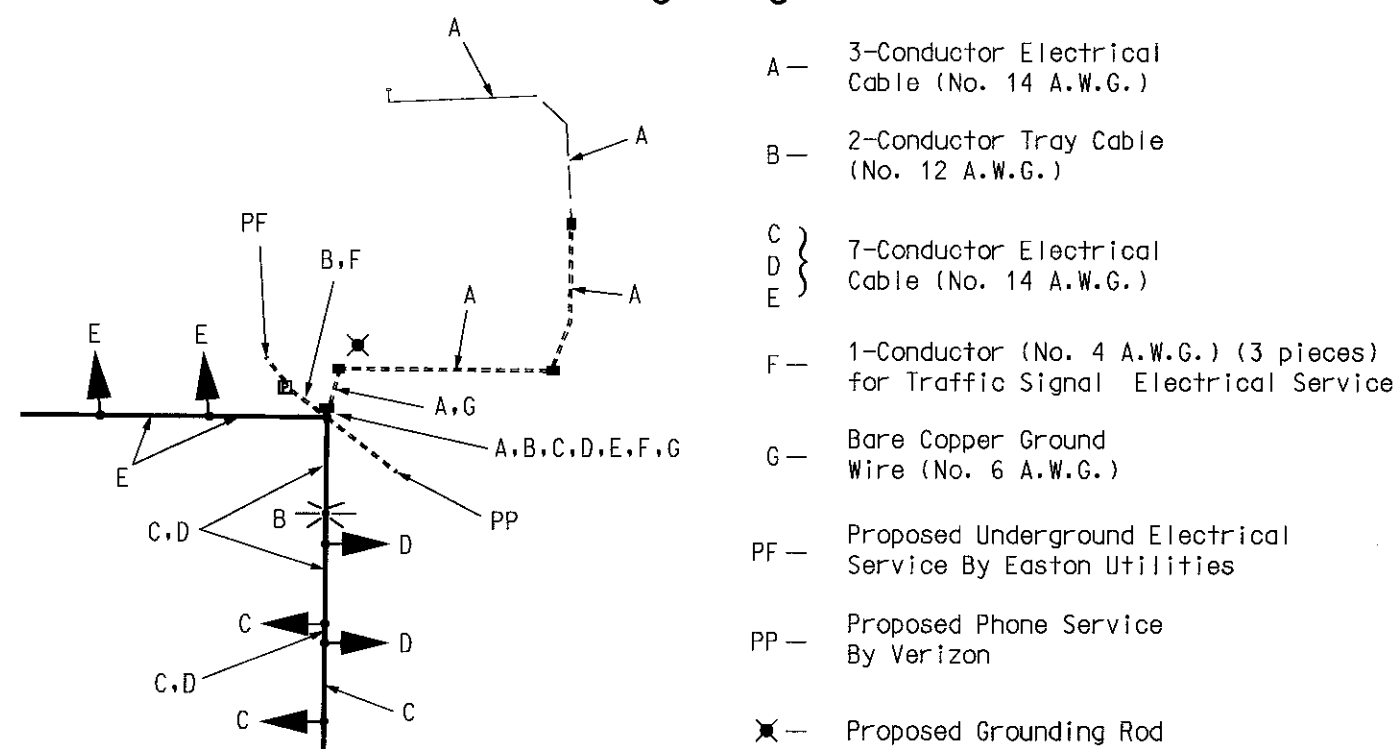 A
A
A
PF
B,F
A
A
E
E
A,G
A,B,C,D,E,F,G
E
B
PP
C,D
D
C
D
C,D
C
C
A — 3-Conductor Electrical
Cable (No. 14 A.W.G.)
B — 2-Conductor Tray Cable
(No. 12 A.W.G.)
C
D
E
7-Conductor Electrical
Cable (No. 14 A.W.G.)
F — 1-Conductor (No. 4 A.W.G.) (3 pieces)
for Traffic Signal Electrical Service
G — Bare Copper Ground
Wire (No. 6 A.W.G.)
PF — Proposed Underground Electrical
Service By Easton Utilities
PP — Proposed Phone Service
By Verizon
— Proposed Grounding Rod